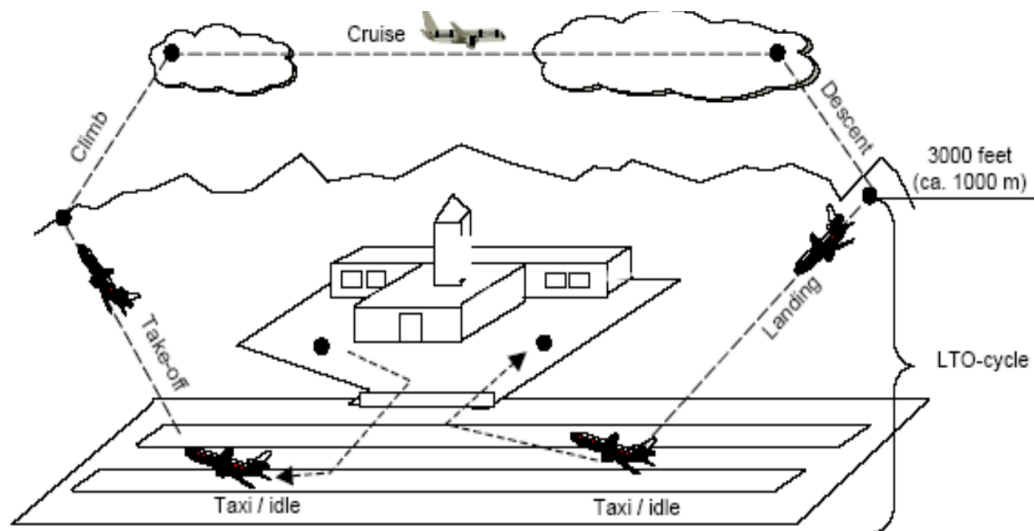 Cruise
Climb
Descent
3000 feet
(ca. 1000 m)
Take-off
Landing
LTO-cycle
Taxi / idle
Taxi / idle